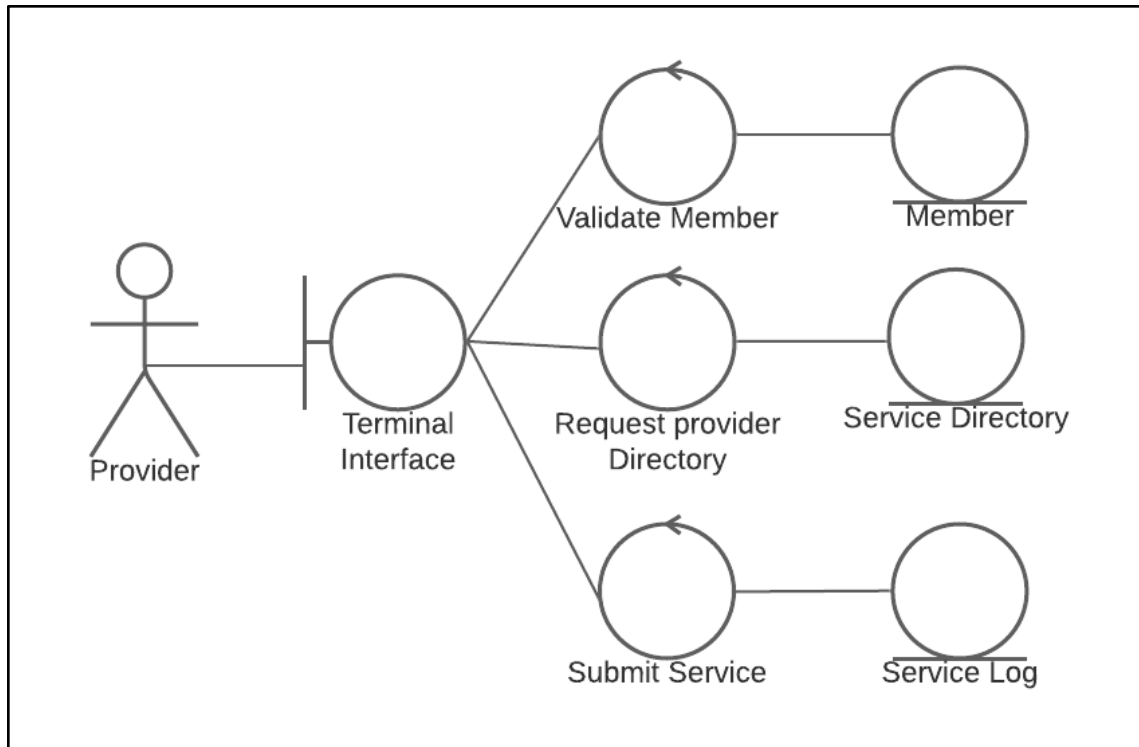 Validate Member
Member
Provider
Terminal
Interface
Request provider
Directory
Service Directory
Submit Service
Service Log